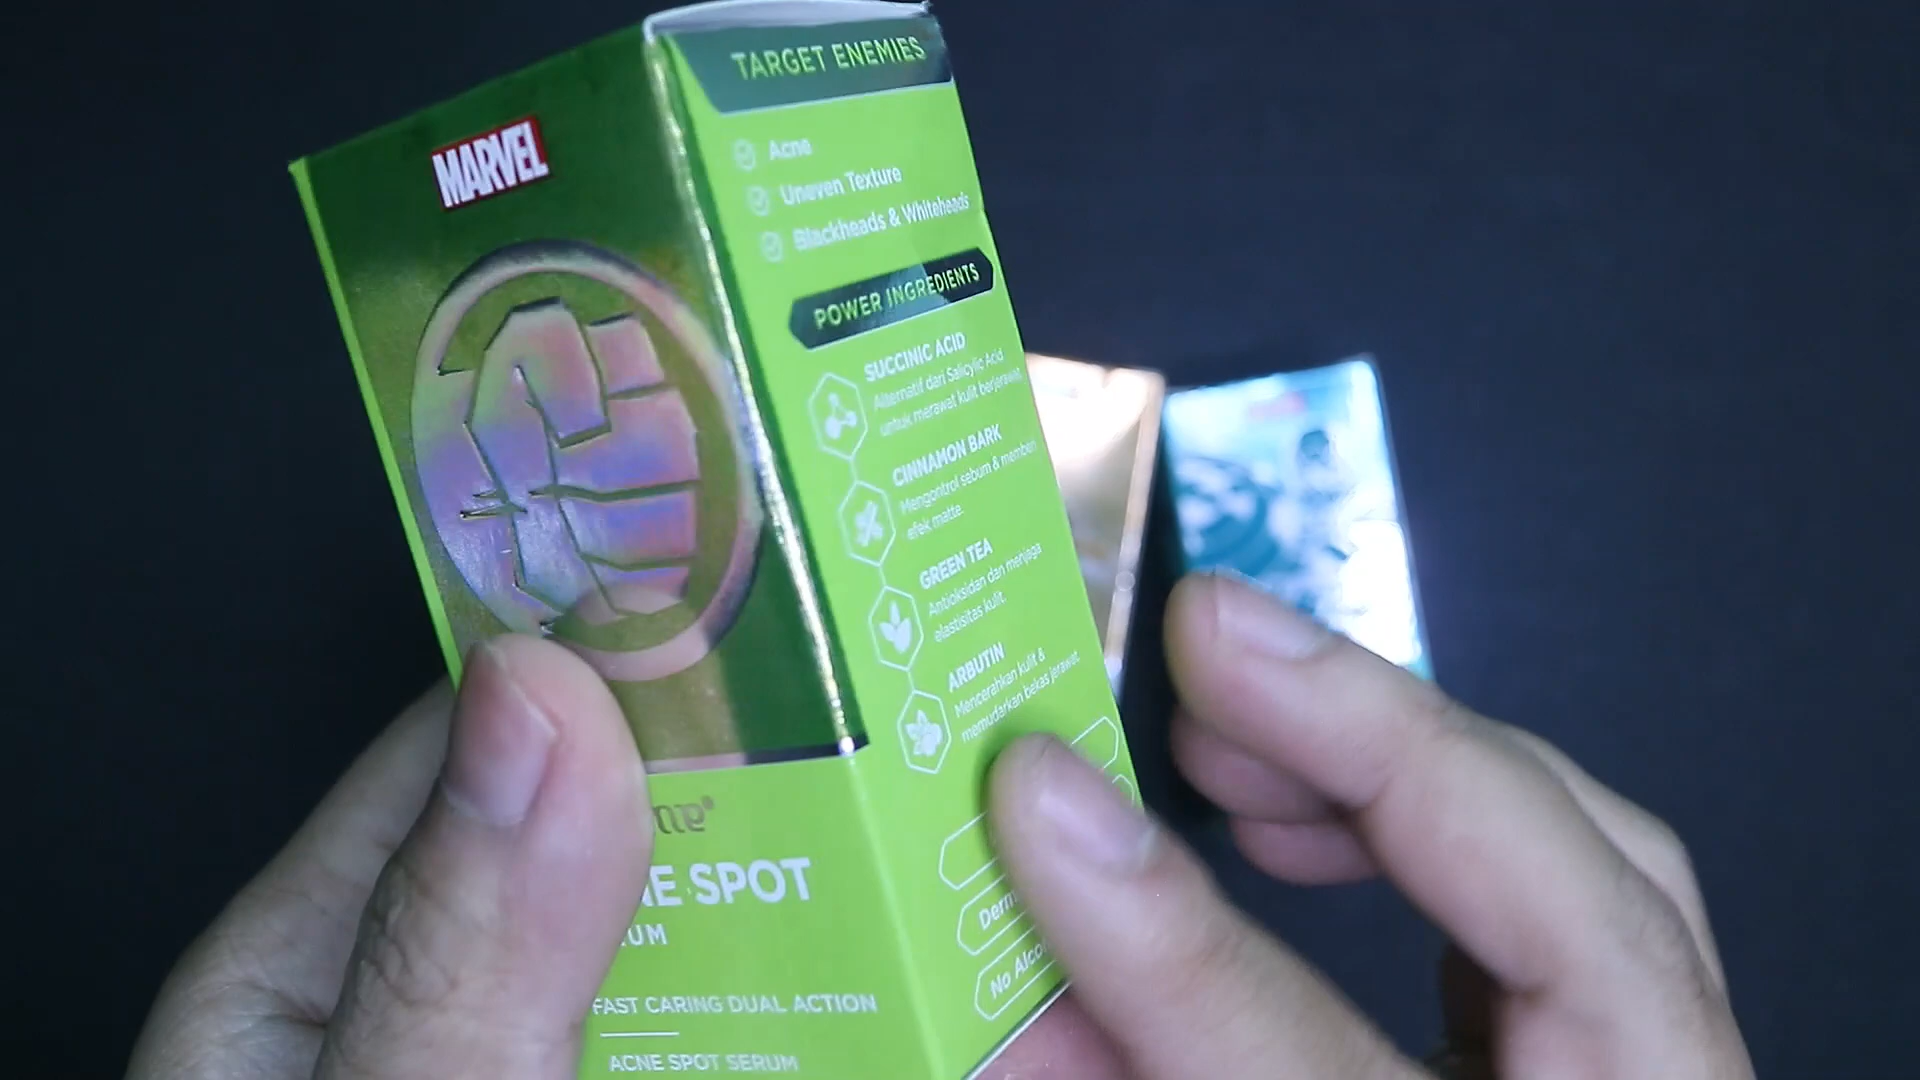 MARVEL
SPOT
FAST CARING DUAL ACTION
ACNE SPOT SERUM
TARGET ENEMIES
Acne
Uneven Texture
Blackheads & Whiteheads
POWER INGREDIENTS
SUCCINIC ACID
Alternatif dari Salicylic Acid
untuk merawat kulit berjerawat.
CINNAMON BARK
Mengontrol sebum & memberi
efek matte.
GREEN TEA
Antioksidan dan menjaga
elastisitas kulit.
ARBUTIN
Mencerahkan kulit &
memudarkan bekas jerawat.
No